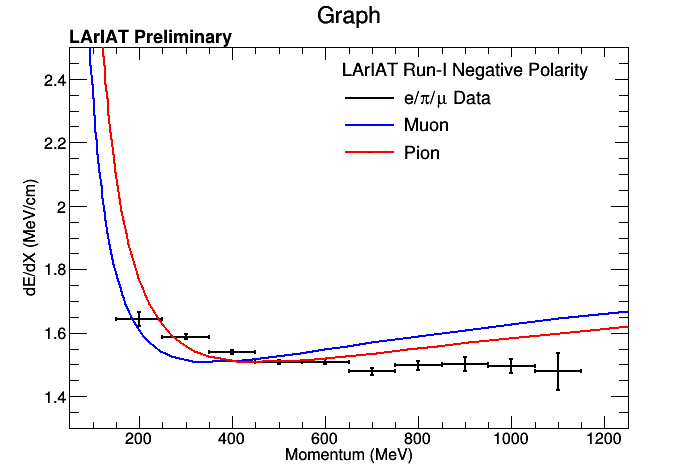 Graph
LArIAT Preliminary
LArIAT Run-I Negative Polarity
e/π/μ Data
Muon
Pion
dE/dX (MeV/cm)
2.4
2.2
2
1.8
1.6
1.4
200 400 600 800 1000 1200
Momentum (MeV)